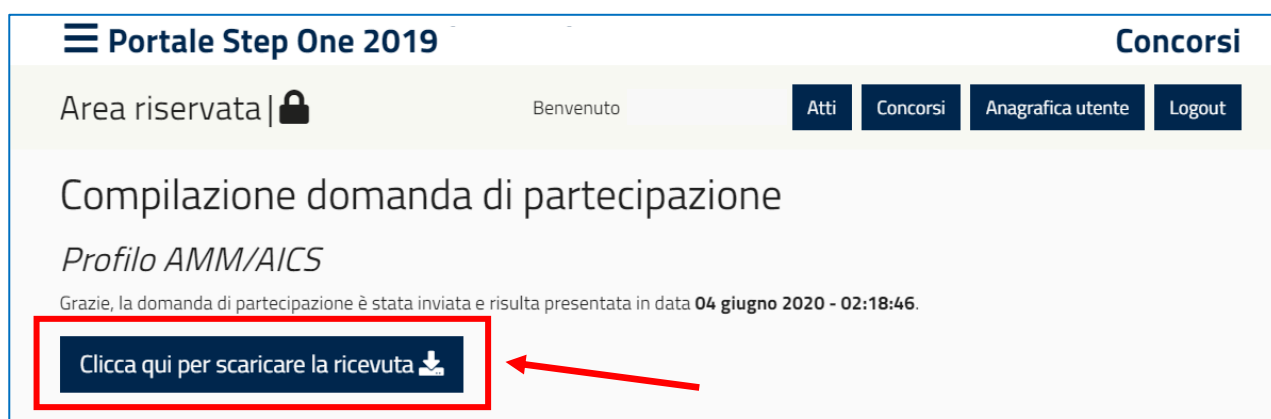 Portale Step One 2019 Concorsi
Area riservata | Benvenuto Atti Concorsi Anagrafica utente Logout
Compilazione domanda di partecipazione
Profilo AMM/AICS
Grazie, la domanda di partecipazione è stata inviata e risulta presentata in data 04 giugno 2020 - 02:18:46.
Clicca qui per scaricare la ricevuta